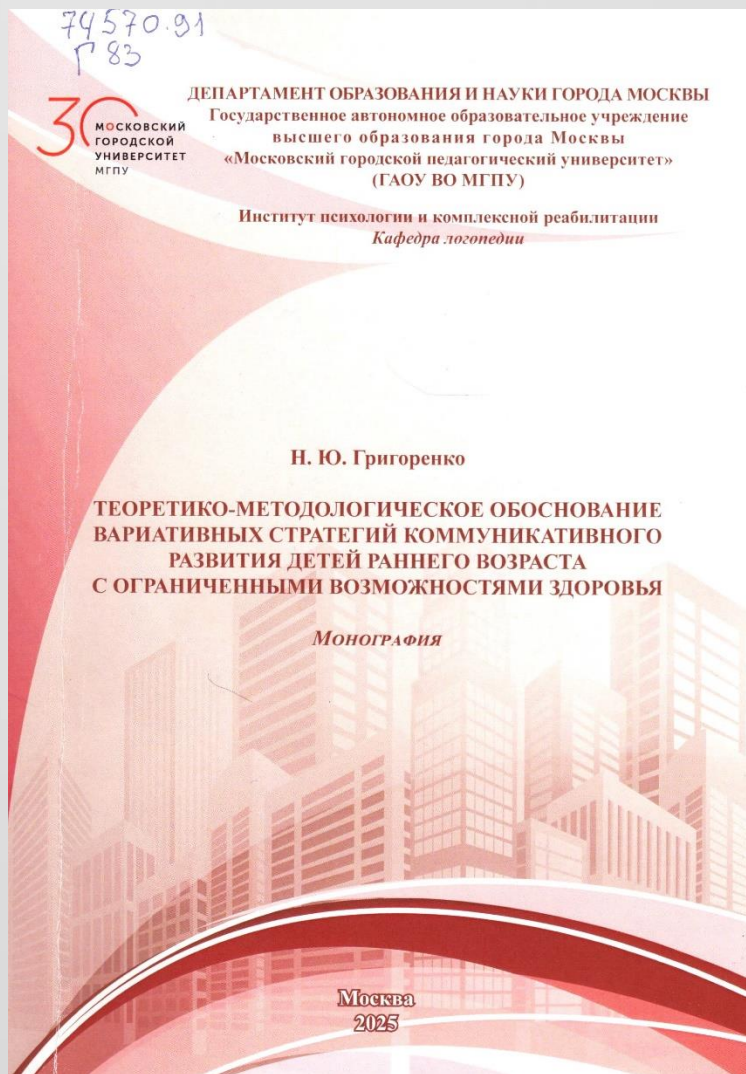 74570.91
Г 83
30
МОСКОВСКИЙ
ГОРОДСКОЙ
УНИВЕРСИТЕТ
МГПУ
ДЕПАРТАМЕНТ ОБРАЗОВАНИЯ И НАУКИ ГОРОДА МОСКВЫ
Государственное автономное образовательное учреждение
высшего образования города Москвы
«Московский городской педагогический университет»
(ГАОУ ВО МГПУ)
Институт психологии и комплексной реабилитации
Кафедра логопедии
Н. Ю. Григоренко
ТЕОРЕТИКО-МЕТОДОЛОГИЧЕСКОЕ ОБОСНОВАНИЕ
ВАРИАТИВНЫХ СТРАТЕГИЙ КОММУНИКАТИВНОГО
РАЗВИТИЯ ДЕТЕЙ РАННЕГО ВОЗРАСТА
С ОГРАНИЧЕННЫМИ ВОЗМОЖНОСТЯМИ ЗДОРОВЬЯ
МОНОГРАФИЯ
Москва
2025